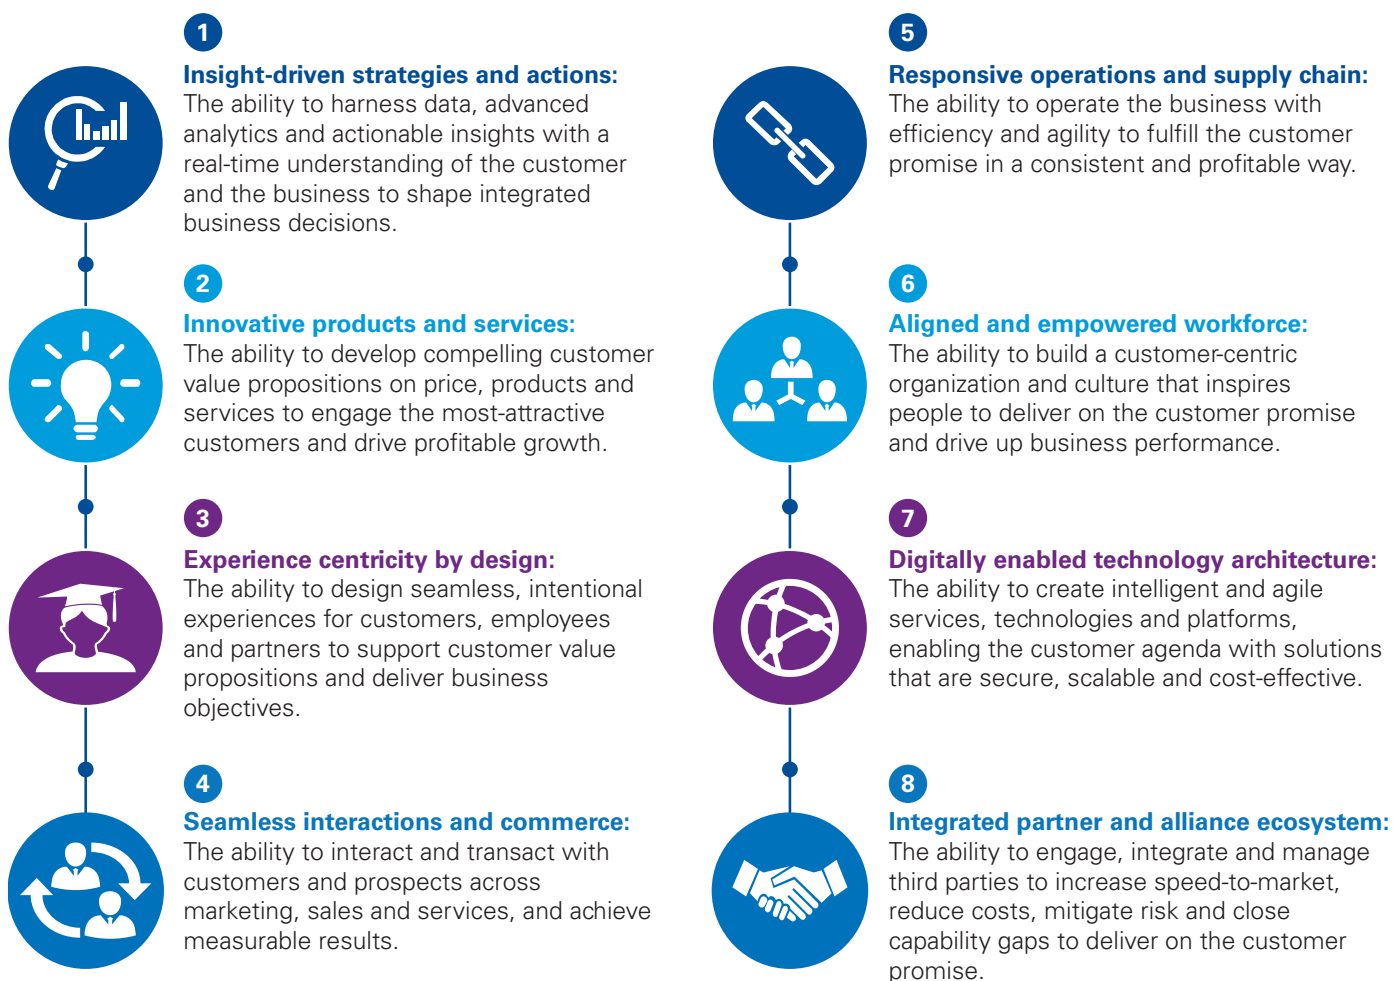 1
Insight-driven strategies and actions:
The ability to harness data, advanced
analytics and actionable insights with a
real-time understanding of the customer
and the business to shape integrated
business decisions.
2
Innovative products and services:
The ability to develop compelling customer
value propositions on price, products and
services to engage the most-attractive
customers and drive profitable growth.
3
Experience centricity by design:
The ability to design seamless, intentional
experiences for customers, employees
and partners to support customer value
propositions and deliver business
objectives.
4
Seamless interactions and commerce:
The ability to interact and transact with
customers and prospects across
marketing, sales and services, and achieve
measurable results.
5
Responsive operations and supply chain:
The ability to operate the business with
efficiency and agility to fulfill the customer
promise in a consistent and profitable way.
6
Aligned and empowered workforce:
The ability to build a customer-centric
organization and culture that inspires
people to deliver on the customer promise
and drive up business performance.
7
Digitally enabled technology architecture:
The ability to create intelligent and agile
services, technologies and platforms,
enabling the customer agenda with solutions
that are secure, scalable and cost-effective.
8
Integrated partner and alliance ecosystem:
The ability to engage, integrate and manage
third parties to increase speed-to-market,
reduce costs, mitigate risk and close
capability gaps to deliver on the customer
promise.